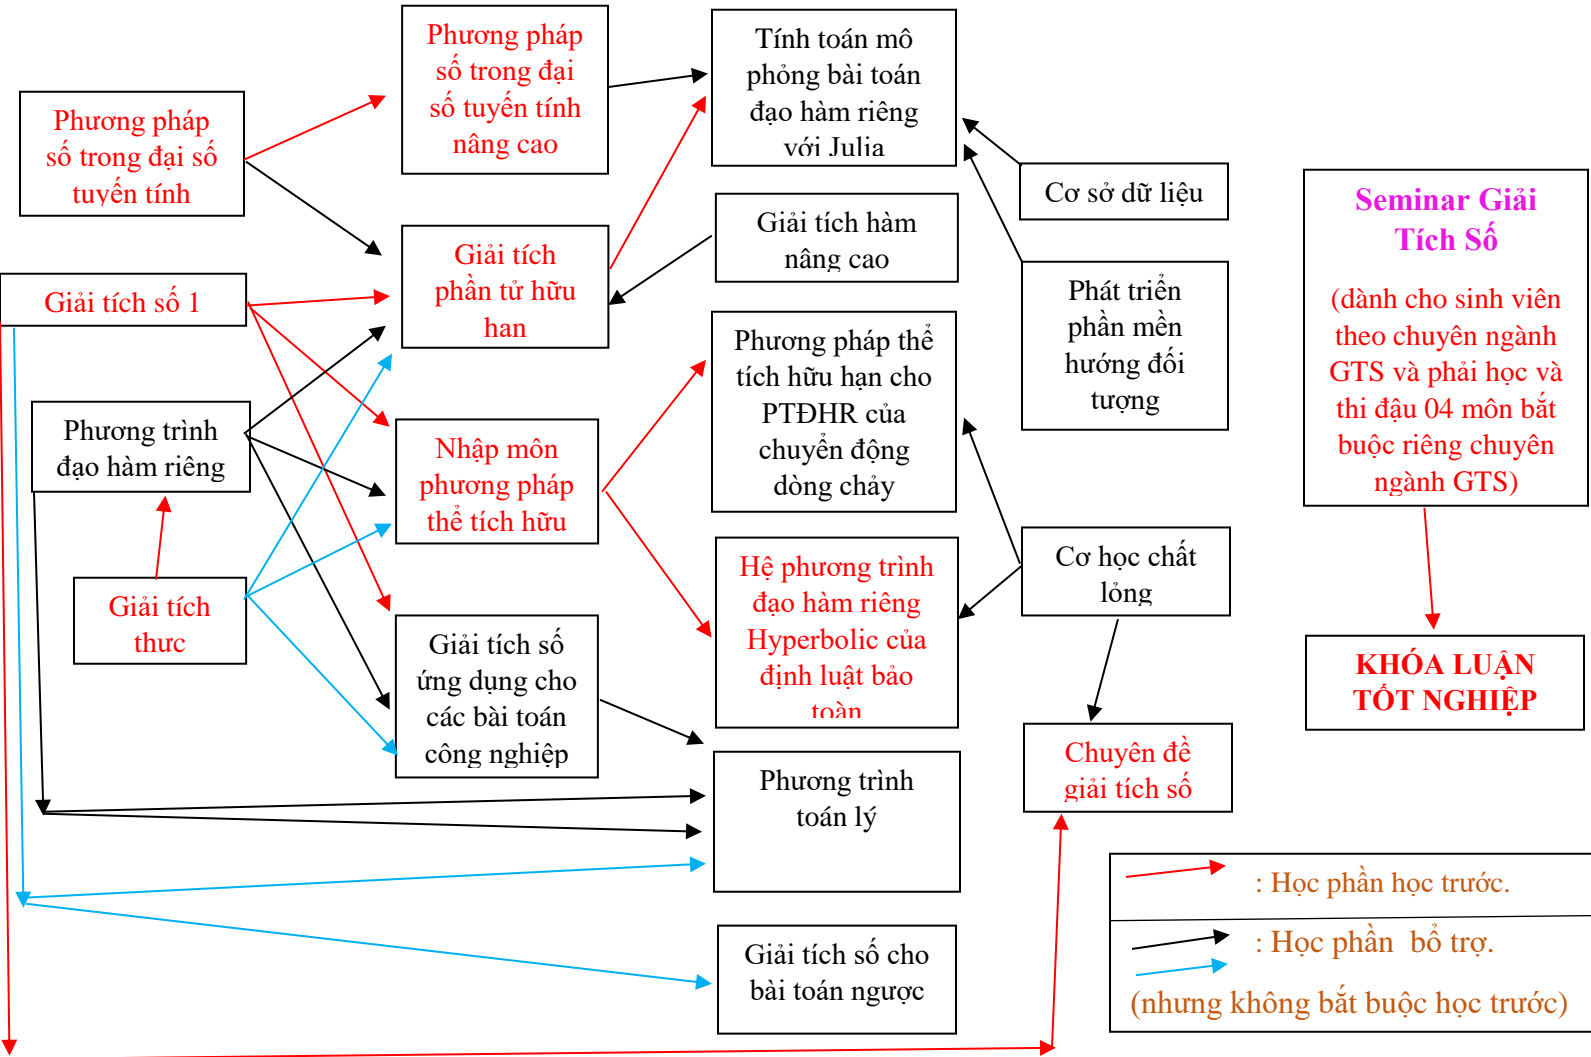 Phương pháp
số trong đại số
tuyến tính
Phương pháp
số trong đại
số tuyến tính
nâng cao
Tính toán mô
phỏng bài toán
đạo hàm riêng
với Julia
Cơ sở dữ liệu
Giải tích hàm
nâng cao
Giải tích
phần tử hữu
han
Giải tích số 1
Phát triển
phần mền
hướng đối
tượng
Seminar Giải
Tích Số
(dành cho sinh viên
theo chuyên ngành
GTS và phải học và
thi đậu 04 môn bắt
buộc riêng chuyên
ngành GTS)
Phương trình
đạo hàm riêng
Nhập môn
phương pháp
thể tích hữu
Phương pháp thể
tích hữu hạn cho
PTĐHR của
chuyển động
dòng chảy
Giải tích
thưc
Hệ phương trình
đạo hàm riêng
Hyperbolic của
định luật bảo
toàn
Cơ học chất
lỏng
Giải tích số
ứng dụng cho
các bài toán
công nghiệp
KHÓA LUẬN
TỐT NGHIỆP
Phương trình
toán lý
Chuyên đề
giải tích số
Giải tích số cho
bài toán ngược
: Học phần học trước.
: Học phần bổ trợ.
(nhưng không bắt buộc học trước)